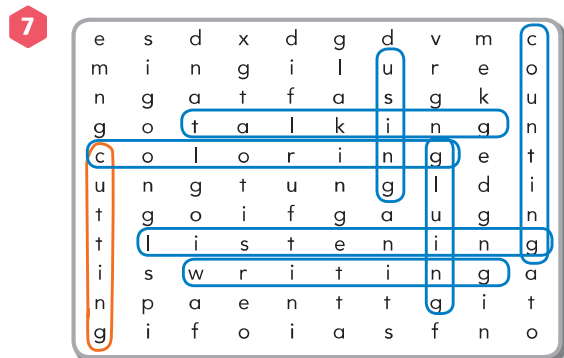 7
e s d x d g d v m c
m i n g i l u r e o
n g a t f a s g k u
g o t a l k i n g n
c o l o r i n g e t
u n g t u n g l d i
t g o i f g a u g n
t l i s t e n i n g
i s w r i t i n g a
n p a e n t t g i t
g i f o i a s f n o